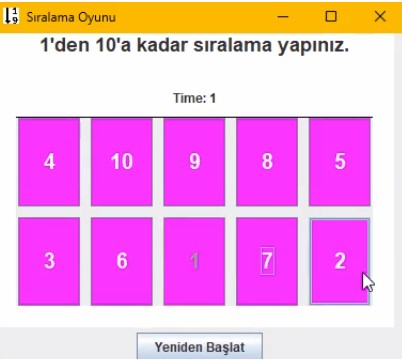 Sıralama Oyunu
1'den 10'a kadar sıralama yapınız.
Time: 1
4 10 9 8 5
3 6 1 7 2
Yeniden Başlat